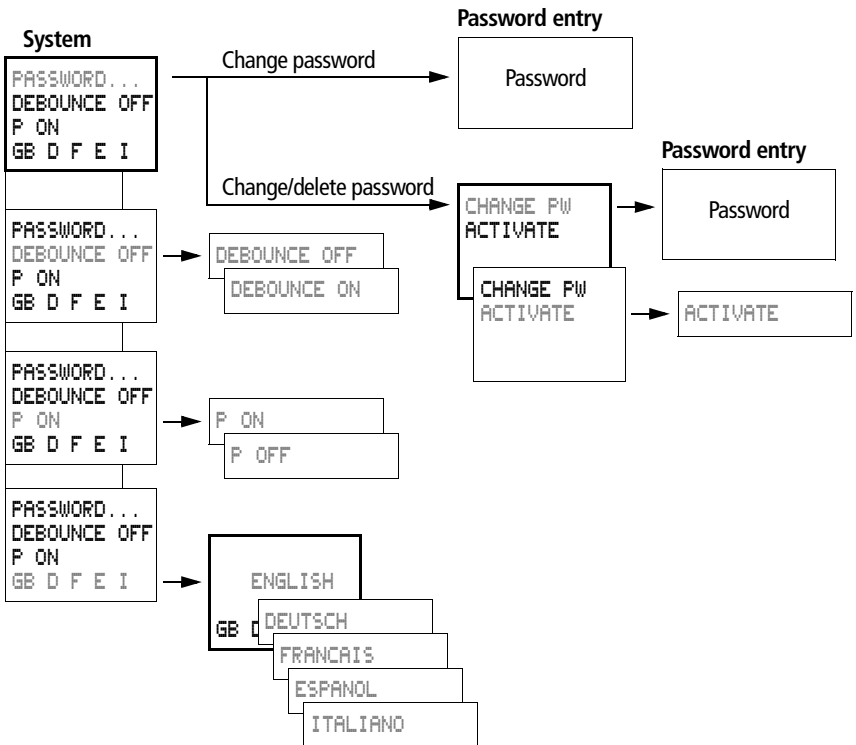 System
PASSWORD...
DEBOUNCE OFF
P ON
GB D F E I
Change password
Password entry
Password
Change/delete password
CHANGE PW
ACTIVATE
Password entry
Password
CHANGE PW
ACTIVATE
ACTIVATE
PASSWORD...
DEBOUNCE OFF
P ON
GB D F E I
DEBOUNCE OFF
DEBOUNCE ON
PASSWORD...
DEBOUNCE OFF
P ON
GB D F E I
P ON
P OFF
PASSWORD...
DEBOUNCE OFF
P ON
GB D F E I
ENGLISH
GB D
DEUTSCH
FRANCAIS
ESPANOL
ITALIANO